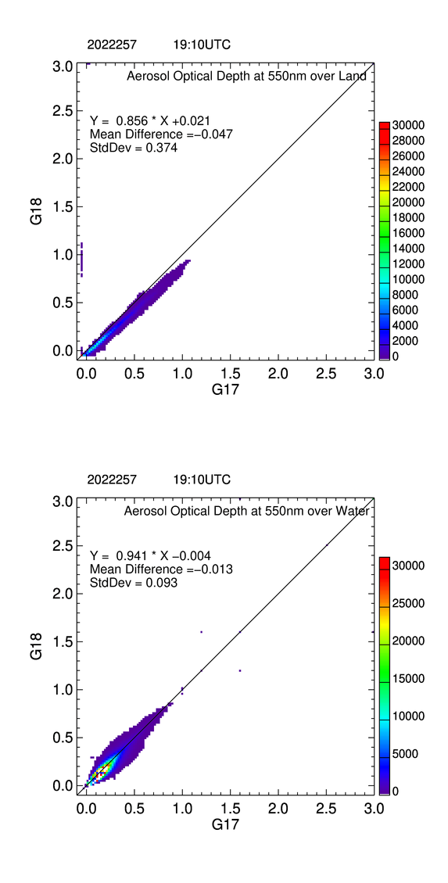 2022257 19:10UTC
Aerosol Optical Depth at 550nm over Land
Y = 0.856 * X +0.021
Mean Difference =−0.047
StdDev = 0.374
3.0
2.5
2.0
1.5
1.0
0.5
0.0
G18
0.0 0.5 1.0 1.5 2.0 2.5 3.0
G17
30000
28000
26000
24000
22000
20000
18000
16000
14000
12000
10000
8000
6000
4000
2000
0
2022257 19:10UTC
Aerosol Optical Depth at 550nm over Water
Y = 0.941 * X −0.004
Mean Difference =−0.013
StdDev = 0.093
3.0
2.5
2.0
1.5
1.0
0.5
0.0
G18
0.0 0.5 1.0 1.5 2.0 2.5 3.0
G17
30000
25000
20000
15000
10000
5000
0